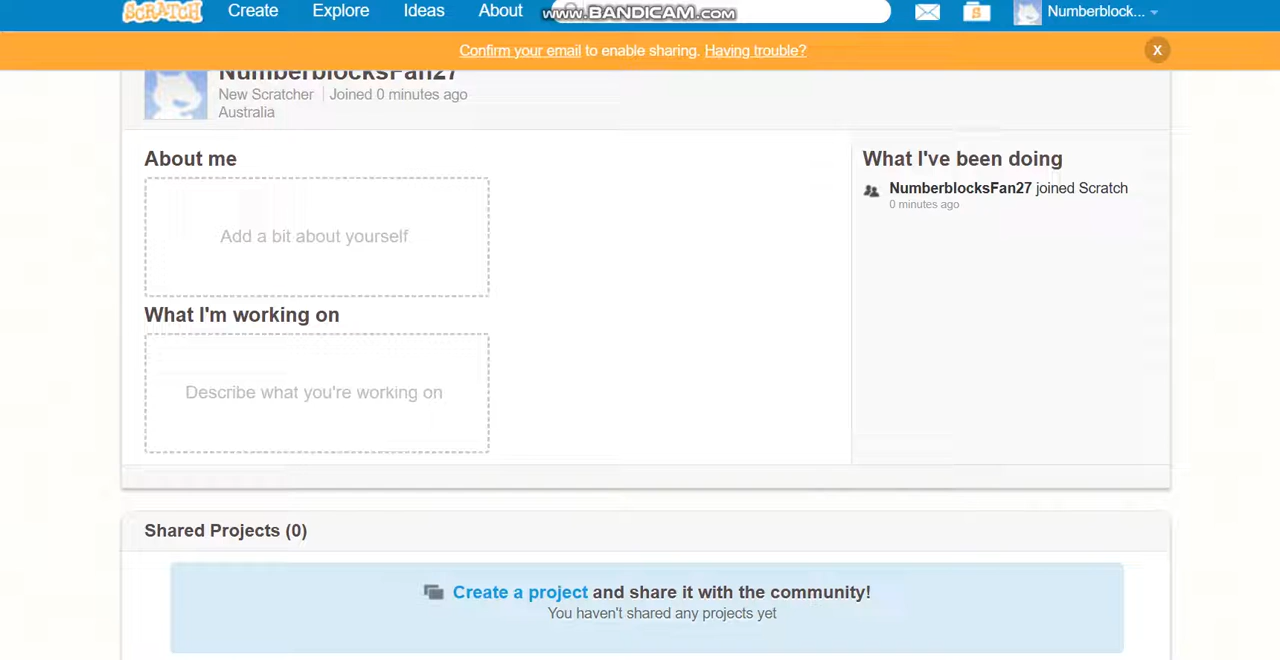 SCRATCH Create Explore Ideas About www.BANDICAM.com S Numberblock...
Confirm your email to enable sharing. Having trouble? X
NumberblocksFan27
New Scratcher Joined 0 minutes ago
Australia
About me
Add a bit about yourself
What I'm working on
Describe what you're working on
What I've been doing
NumberblocksFan27 joined Scratch
0 minutes ago
Shared Projects (0)
Create a project and share it with the community!
You haven't shared any projects yet